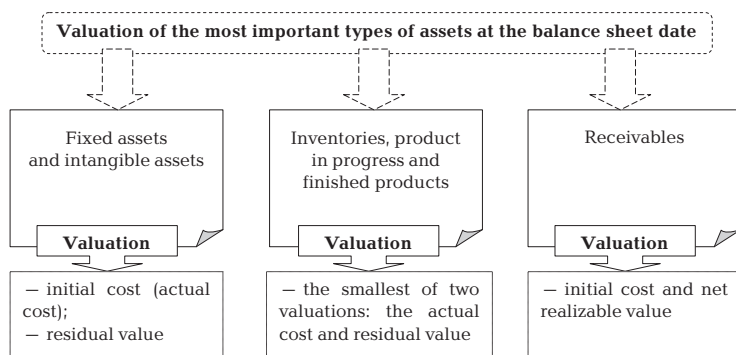 Valuation of the most important types of assets at the balance sheet date
Fixed assets
and intangible assets
Valuation
— initial cost (actual
cost);
— residual value
Inventories, product
in progress and
finished products
Valuation
— the smallest of two
valuations: the actual
cost and residual value
Receivables
Valuation
— initial cost and net
realizable value